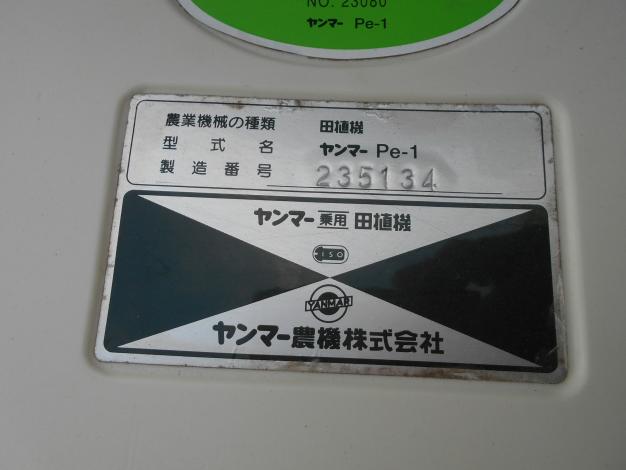 NO. 23080
ヤンマー Pe-1
農業機械の種類 田植機
型式名 ヤンマー Pe-1
製造番号 235134
ヤンマー 乗用 田植機
ISO
YANMAR
ヤンマー農機株式会社